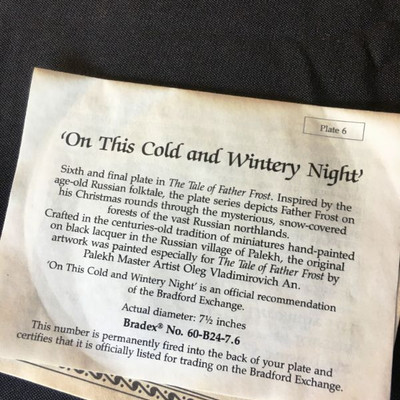 Plate 6
'On This Cold and Wintery Night'
Sixth and final plate in The Tale of Father Frost. Inspired by the
age-old Russian folktale, the plate series depicts Father Frost on
his Christmas rounds through the mysterious, snow-covered
forests of the vast Russian northlands.
Crafted in the centuries-old tradition of miniatures hand-painted
on black lacquer in the Russian village of Palekh, the original
artwork was painted especially for The Tale of Father Frost by
Palekh Master Artist Oleg Vladimirovich An.
'On This Cold and Wintery Night' is an official recommendation
of the Bradford Exchange.
Actual diameter: 7½ inches
Bradex® No. 60-B24-7.6
This number is permanently fired into the back of your plate and
certifies that it is officially listed for trading on the Bradford Exchange.